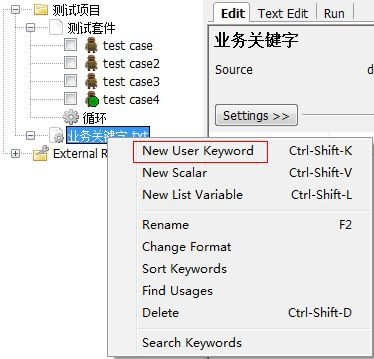 测试项目
测试套件
test case
test case2
test case3
test case4
循环
业务关键字.txt
External R
Edit Text Edit Run
业务关键字
Source d
Settings >>
New User Keyword Ctrl-Shift-K
New Scalar Ctrl-Shift-V
New List Variable Ctrl-Shift-L
Rename F2
Change Format
Sort Keywords
Find Usages
Delete Ctrl-Shift-D
Search Keywords